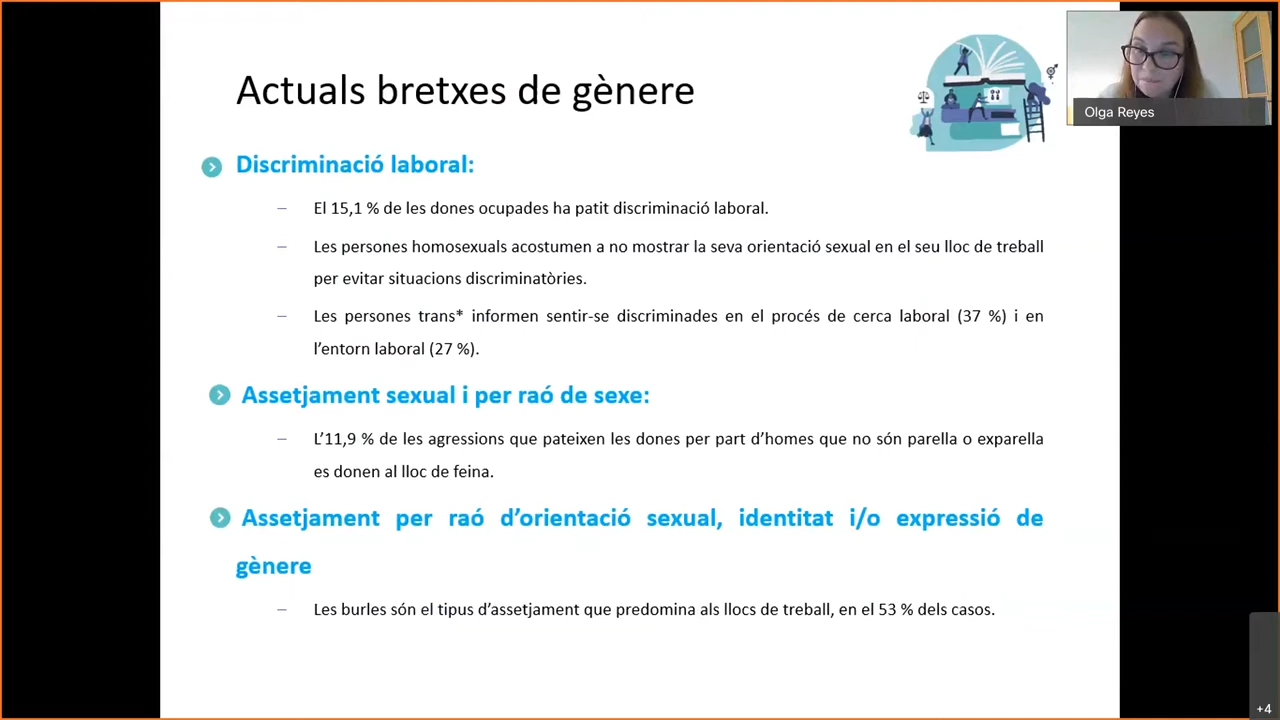 Actuals bretxes de gènere
Olga Reyes
Discriminació laboral:
– El 15,1 % de les dones ocupades ha patit discriminació laboral.
– Les persones homosexuals acostumen a no mostrar la seva orientació sexual en el seu lloc de treball
per evitar situacions discriminatòries.
– Les persones trans* informen sentir-se discriminades en el procés de cerca laboral (37 %) i en
l’entorn laboral (27 %).
Assetjament sexual i per raó de sexe:
– L’11,9 % de les agressions que pateixen les dones per part d’homes que no són parella o exparella
es donen al lloc de feina.
Assetjament per raó d’orientació sexual, identitat i/o expressió de
gènere
– Les burles són el tipus d’assetjament que predomina als llocs de treball, en el 53 % dels casos.
+4